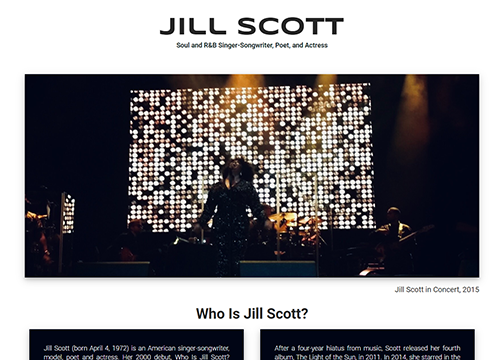 JILL SCOTT
Soul and R&B Singer-Songwriter, Poet, and Actress
Jill Scott in Concert, 2015
Who Is Jill Scott?
Jill Scott (born April 4, 1972) is an American singer-songwriter,
model, poet and actress. Her 2000 debut, Who Is Jill Scott?
After a four-year hiatus from music, Scott released her fourth
album, The Light of the Sun, in 2011. In 2014, she starred in the